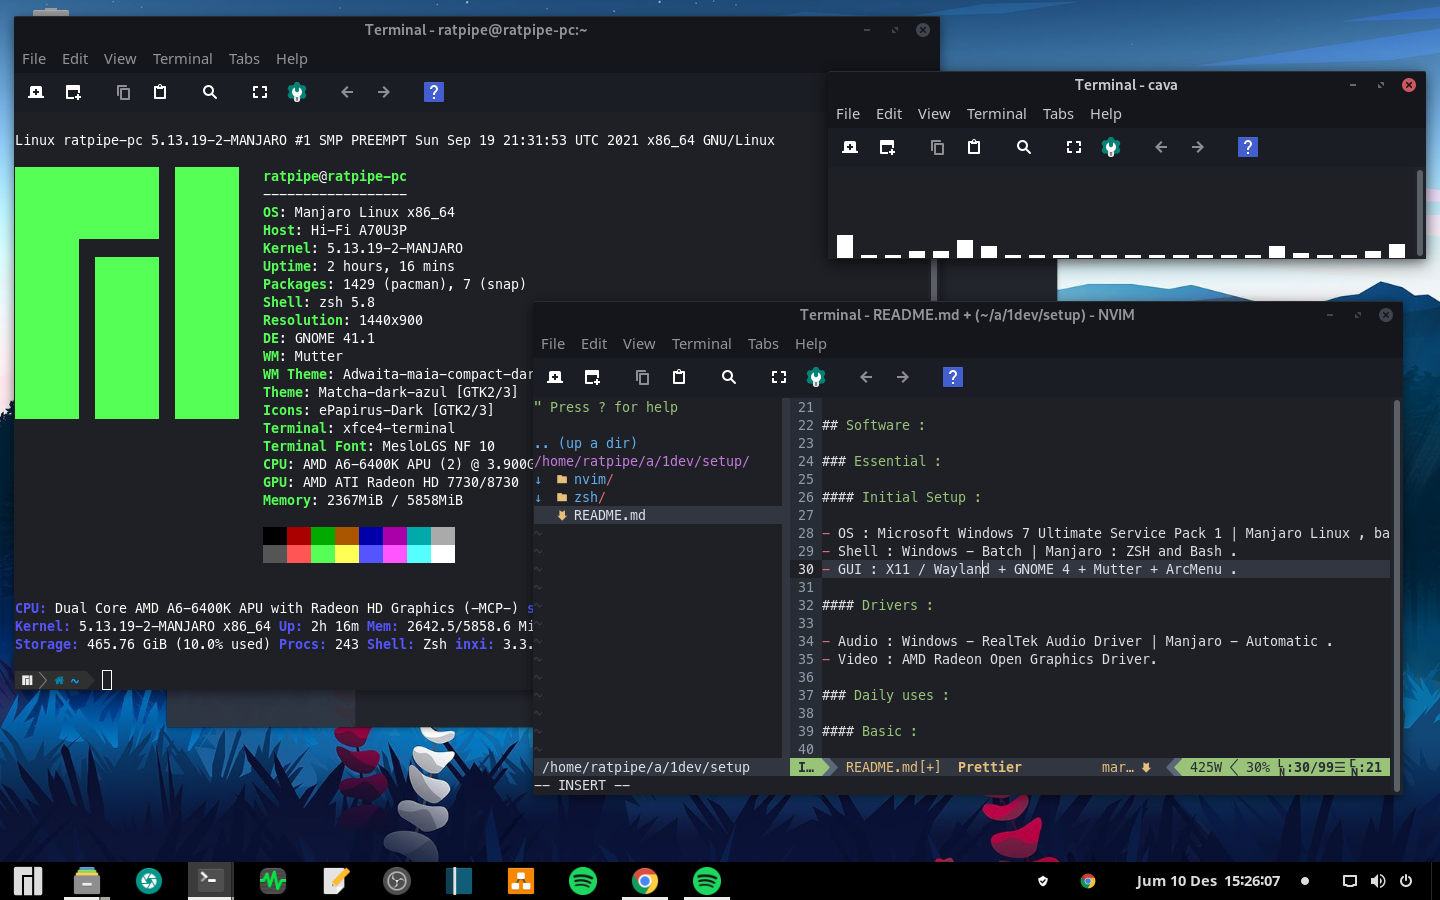 Terminal - ratpipe@ratpipe-pc:~
File Edit View Terminal Tabs Help
?
Linux ratpipe-pc 5.13.19-2-MANJARO #1 SMP PREEMPT Sun Sep 19 21:31:53 UTC 2021 x86_64 GNU/Linux
ratpipe@ratpipe-pc
------------------
OS: Manjaro Linux x86_64
Host: Hi-Fi A70U3P
Kernel: 5.13.19-2-MANJARO
Uptime: 2 hours, 16 mins
Packages: 1429 (pacman), 7 (snap)
Shell: zsh 5.8
Resolution: 1440x900
DE: GNOME 41.1
WM: Mutter
WM Theme: Adwaita-maia-compact-dar
Theme: Matcha-dark-azul [GTK2/3]
Icons: ePapirus-Dark [GTK2/3]
Terminal: xfce4-terminal
Terminal Font: MesloLGS NF 10
CPU: AMD A6-6400K APU (2) @ 3.900G
GPU: AMD ATI Radeon HD 7730/8730
Memory: 2367MiB / 5858MiB
CPU: Dual Core AMD A6-6400K APU with Radeon HD Graphics (-MCP-) s
Kernel: 5.13.19-2-MANJARO x86_64 Up: 2h 16m Mem: 2642.5/5858.6 Mi
Storage: 465.76 GiB (10.0% used) Procs: 243 Shell: Zsh inxi: 3.3.
~
Terminal - cava
File Edit View Terminal Tabs Help
?
Terminal - README.md + (~/a/1dev/setup) - NVIM
File Edit View Terminal Tabs Help
?
" Press ? for help
.. (up a dir)
/home/ratpipe/a/1dev/setup/
↓ nvim/
↓ zsh/
README.md
~
~
~
~
~
~
~
~
~
~
~
~
~
/home/ratpipe/a/1dev/setup
21
22 ## Software :
23
24 ### Essential :
25
26 #### Initial Setup :
27
28 - OS : Microsoft Windows 7 Ultimate Service Pack 1 | Manjaro Linux , ba
29 - Shell : Windows - Batch | Manjaro : ZSH and Bash .
30 - GUI : X11 / Wayland + GNOME 4 + Mutter + ArcMenu .
31
32 #### Drivers :
33
34 - Audio : Windows - RealTek Audio Driver | Manjaro - Automatic .
35 - Video : AMD Radeon Open Graphics Driver.
36
37 ### Daily uses :
38
39 #### Basic :
40
I… README.md[+] Prettier mar… 425W 30% LN:30/99☰ CN:21
-- INSERT --
Jum 10 Des 15:26:07